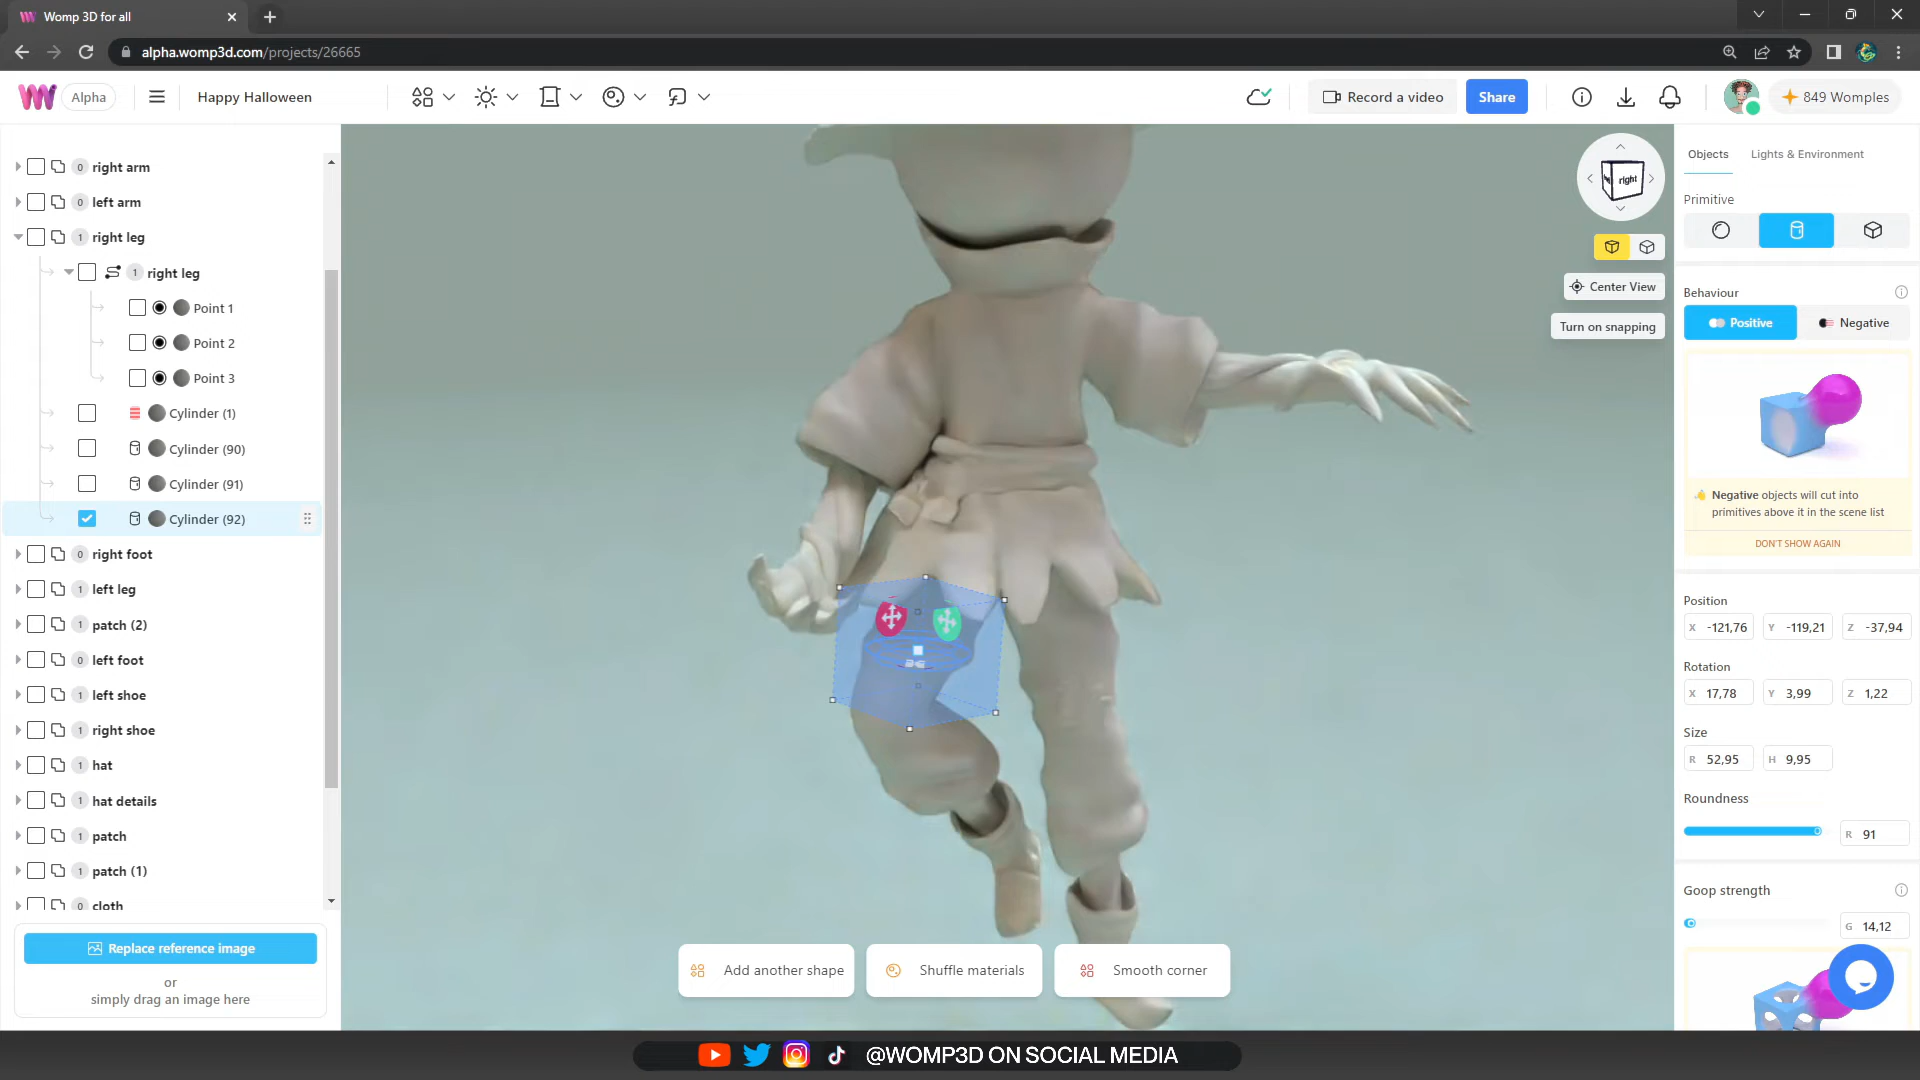 Womp 3D for all
alpha.womp3d.com/projects/26665
Alpha
Happy Halloween
Record a video
Share
849 Womples
0 right arm
0 left arm
1 right leg
1 right leg
Point 1
Point 2
Point 3
Cylinder (1)
Cylinder (90)
Cylinder (91)
Cylinder (92)
0 right foot
1 left leg
1 patch (2)
0 left foot
1 left shoe
1 right shoe
1 hat
1 hat details
1 patch
1 patch (1)
0 cloth
Replace reference image
or
simply drag an image here
right
Center View
Turn on snapping
Add another shape
Shuffle materials
Smooth corner
Objects
Lights & Environment
Primitive
Behaviour
Positive
Negative
Negative objects will cut into
primitives above it in the scene list
DON'T SHOW AGAIN
Position
X -121,76 Y -119,21 Z -37,94
Rotation
X 17,78 Y 3,99 Z 1,22
Size
R 52,95 H 9,95
Roundness
R 91
Goop strength
G 14,12
@WOMP3D ON SOCIAL MEDIA